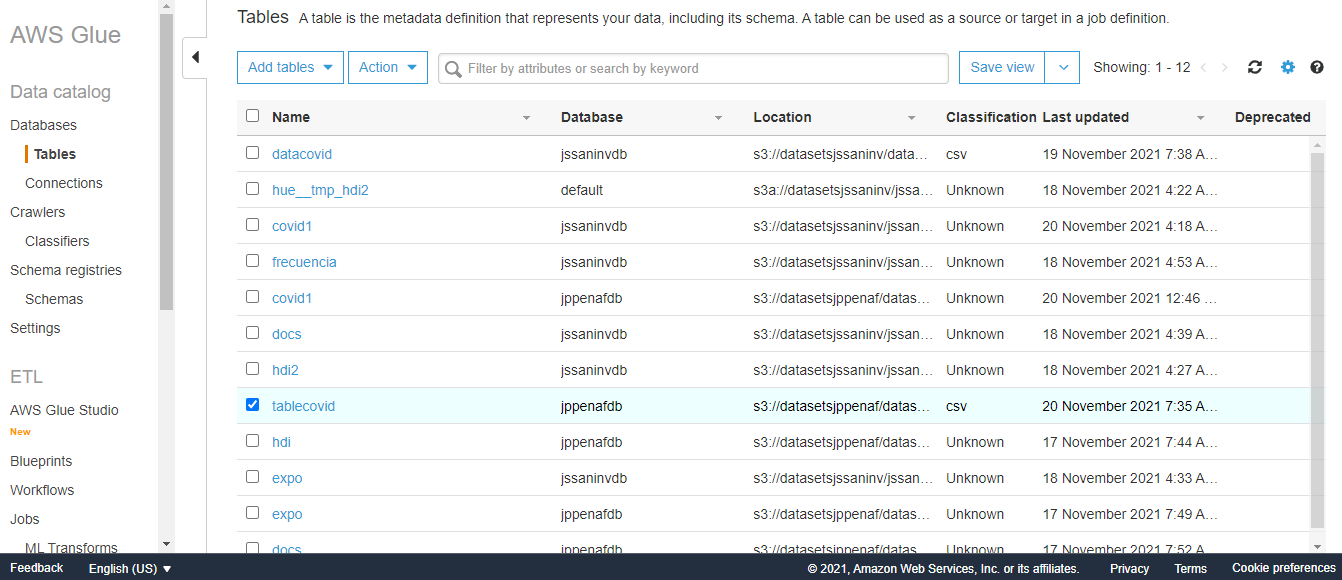 AWS Glue
Data catalog
Databases
Tables
Connections
Crawlers
Classifiers
Schema registries
Schemas
Settings
ETL
AWS Glue Studio
New
Blueprints
Workflows
Jobs
ML Transforms
Tables A table is the metadata definition that represents your data, including its schema. A table can be used as a source or target in a job definition.
Add tables Action Filter by attributes or search by keyword Save view Showing: 1 - 12
Name Database Location Classification Last updated Deprecated
datacovid jssaninvdb s3://datasetsjssaninv/data... csv 19 November 2021 7:38 A...
hue__tmp_hdi2 default s3a://datasetsjssaninv/jssa... Unknown 18 November 2021 4:22 A...
covid1 jssaninvdb s3://datasetsjssaninv/jssan... Unknown 20 November 2021 4:18 A...
frecuencia jssaninvdb s3://datasetsjssaninv/jssan... Unknown 18 November 2021 4:53 A...
covid1 jppenafdb s3://datasetsjppenaf/datas... Unknown 20 November 2021 12:46 ...
docs jssaninvdb s3://datasetsjssaninv/jssan... Unknown 18 November 2021 4:39 A...
hdi2 jssaninvdb s3://datasetsjssaninv/jssan... Unknown 18 November 2021 4:27 A...
tablecovid jppenafdb s3://datasetsjppenaf/datas... csv 20 November 2021 7:35 A...
hdi jppenafdb s3://datasetsjppenaf/datas... Unknown 17 November 2021 7:44 A...
expo jssaninvdb s3://datasetsjssaninv/jssan... Unknown 18 November 2021 4:33 A...
expo jppenafdb s3://datasetsjppenaf/datas... Unknown 17 November 2021 7:49 A...
docs jppenafdb s3://datasetsjppenaf/datas... Unknown 17 November 2021 7:52 A...
Feedback English (US) © 2021, Amazon Web Services, Inc. or its affiliates. Privacy Terms Cookie preferences